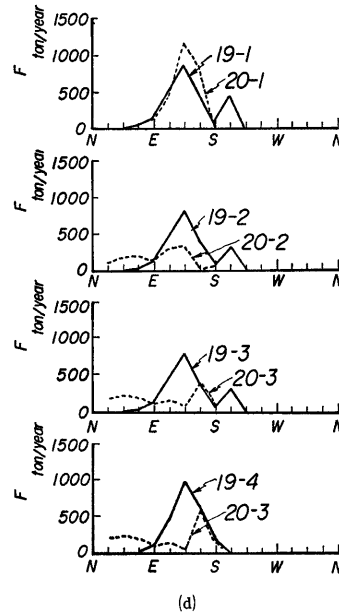 F ton/year
1500
1000
500
0
19-1
20-1
N E S W N
F ton/year
1500
1000
500
0
19-2
20-2
N E S W N
F ton/year
1500
1000
500
0
19-3
20-3
N E S W N
F ton/year
1500
1000
500
0
19-4
20-3
N E S W N
(d)